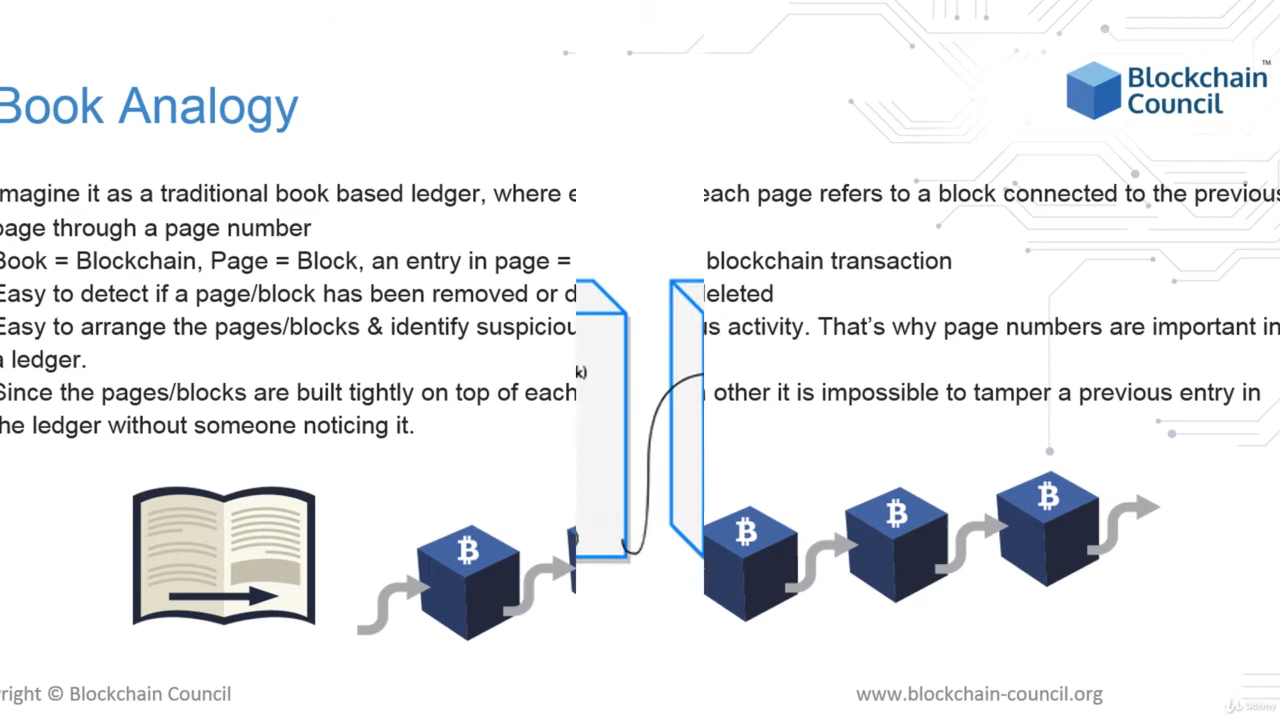 Book Analogy
Blockchain
Council
™
magine it as a traditional book based ledger, where e each page refers to a block connected to the previous
page through a page number
Book = Blockchain, Page = Block, an entry in page = blockchain transaction
Easy to detect if a page/block has been removed or d leleted
Easy to arrange the pages/blocks & identify suspiciou us activity. That’s why page numbers are important in
a ledger.
k)
Since the pages/blocks are built tightly on top of each other it is impossible to tamper a previous entry in
he ledger without someone noticing it.
right © Blockchain Council
www.blockchain-council.org
Udemy